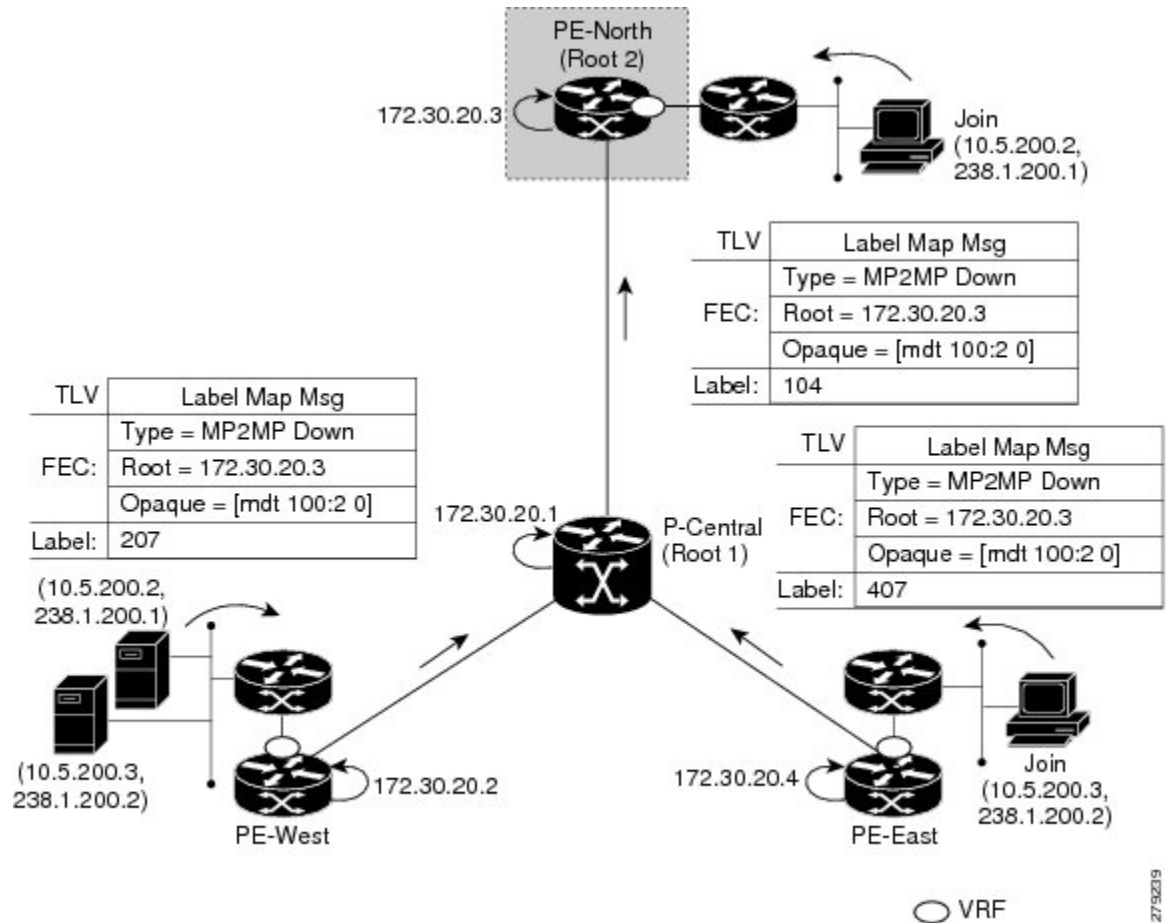 PE-North
(Root 2)
172.30.20.3
Join
(10.5.200.2,
238.1.200.1)
TLV Label Map Msg
Type = MP2MP Down
FEC: Root = 172.30.20.3
Opaque = [mdt 100:2 0]
Label: 104
TLV Label Map Msg
Type = MP2MP Down
FEC: Root = 172.30.20.3
Opaque = [mdt 100:2 0]
Label: 207
TLV Label Map Msg
Type = MP2MP Down
FEC: Root = 172.30.20.3
Opaque = [mdt 100:2 0]
Label: 407
172.30.20.1
P-Central
(Root 1)
(10.5.200.2,
238.1.200.1)
(10.5.200.3,
238.1.200.2)
172.30.20.2
PE-West
172.30.20.4
PE-East
Join
(10.5.200.3,
238.1.200.2)
VRF
279239